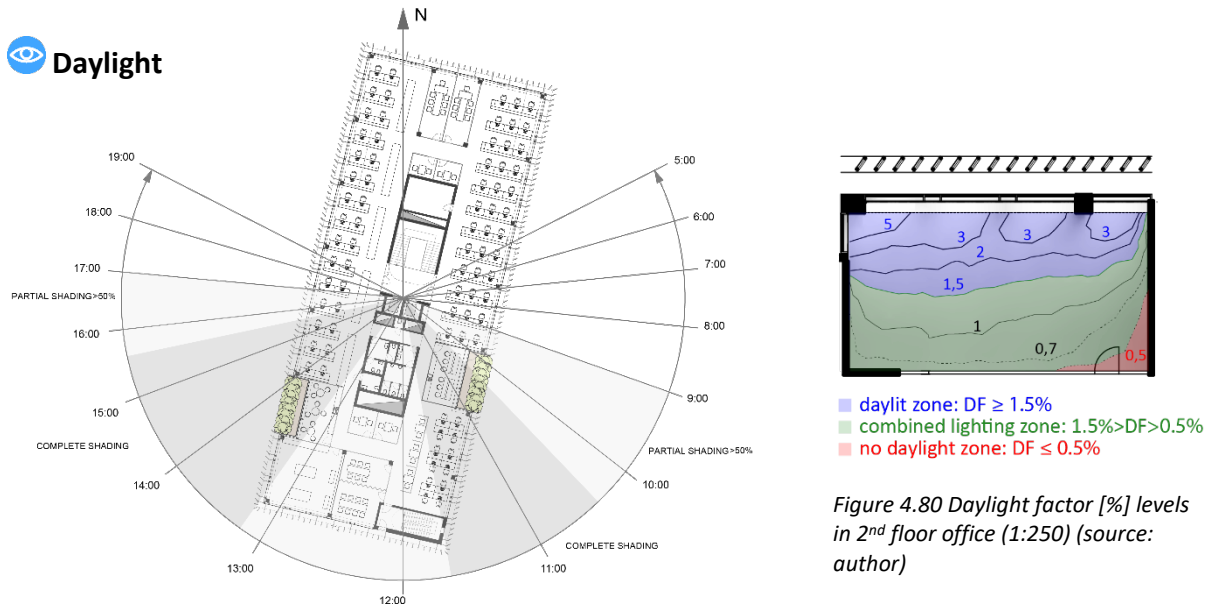 Daylight
N
19:00
18:00
17:00
PARTIAL SHADING>50%
16:00
15:00
COMPLETE SHADING
14:00
13:00
12:00
5:00
6:00
7:00
8:00
9:00
PARTIAL SHADING>50%
10:00
COMPLETE SHADING
11:00
5
3
3
3
2
1,5
1
0,7
0,5
daylit zone: DF ≥ 1.5%
combined lighting zone: 1.5%>DF>0.5%
no daylight zone: DF ≤ 0.5%
Figure 4.80 Daylight factor [%] levels
in 2nd floor office (1:250) (source:
author)